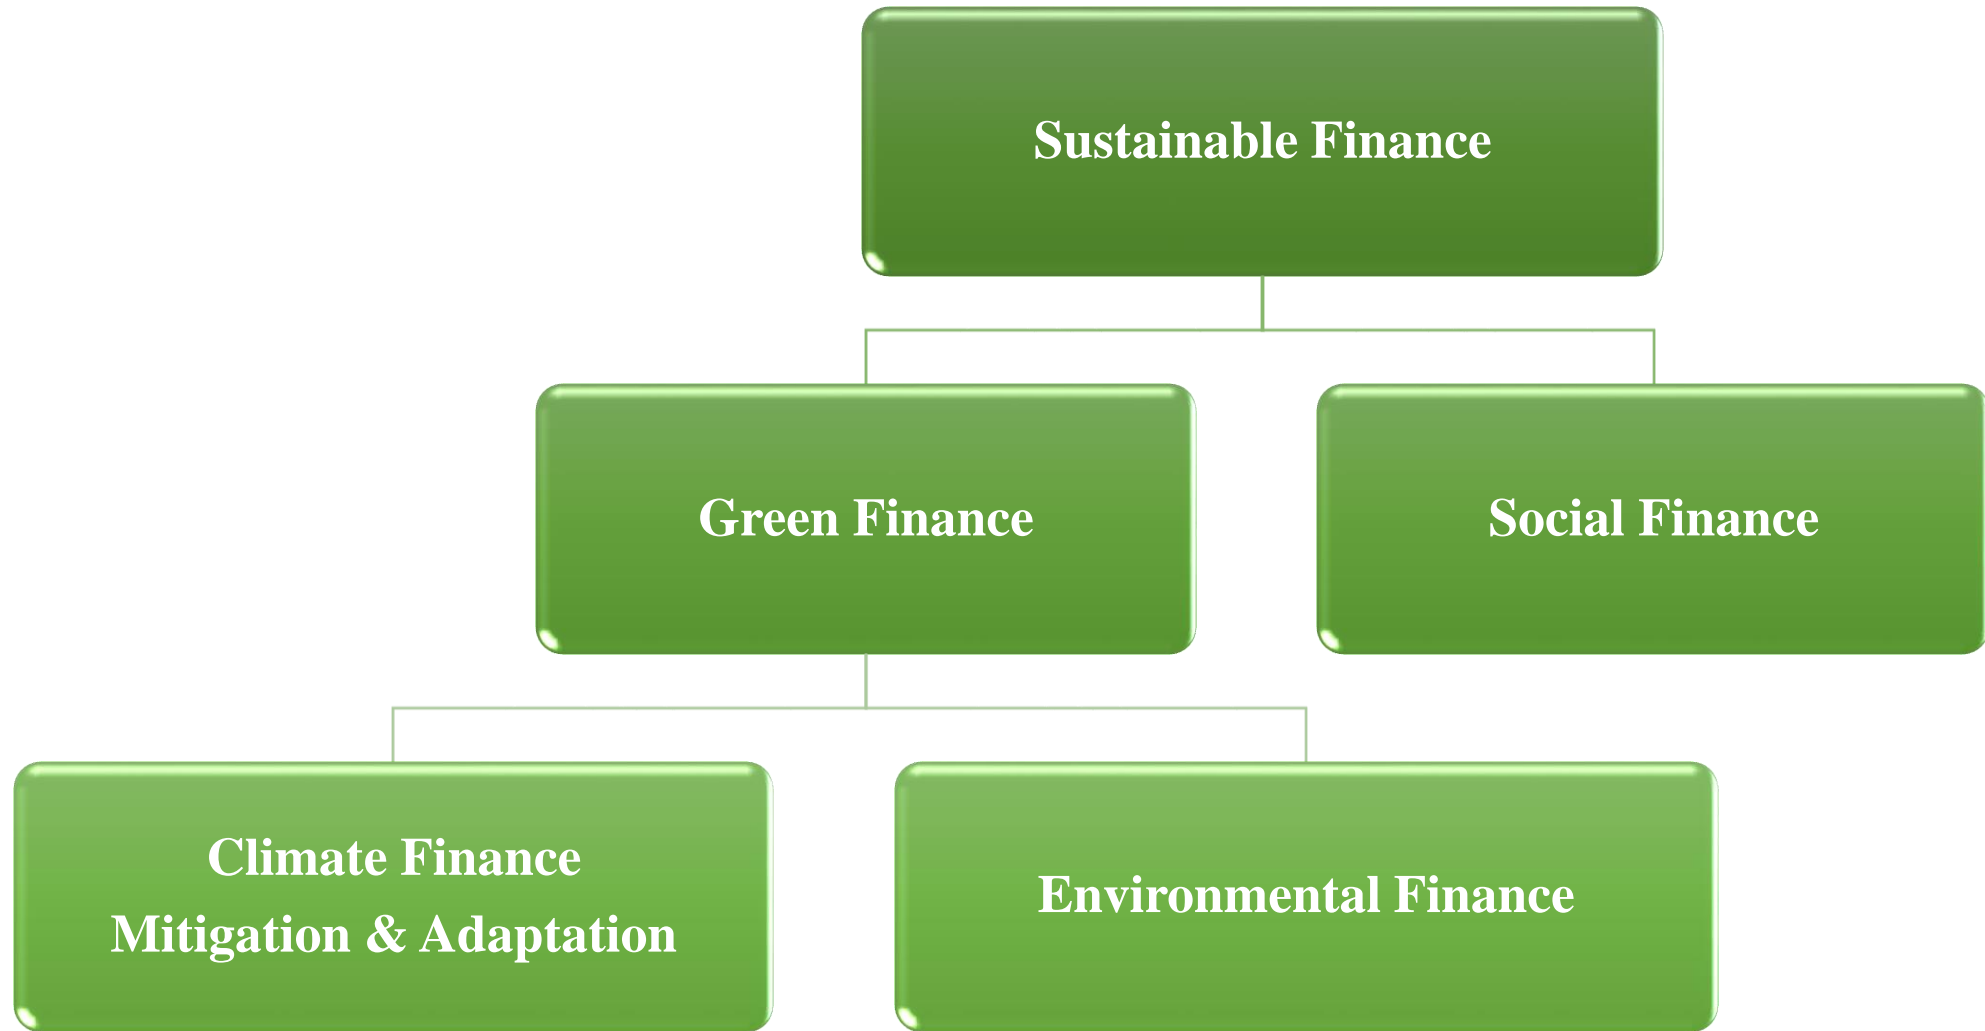 Sustainable Finance
Green Finance
Social Finance
Climate Finance
Mitigation & Adaptation
Environmental Finance